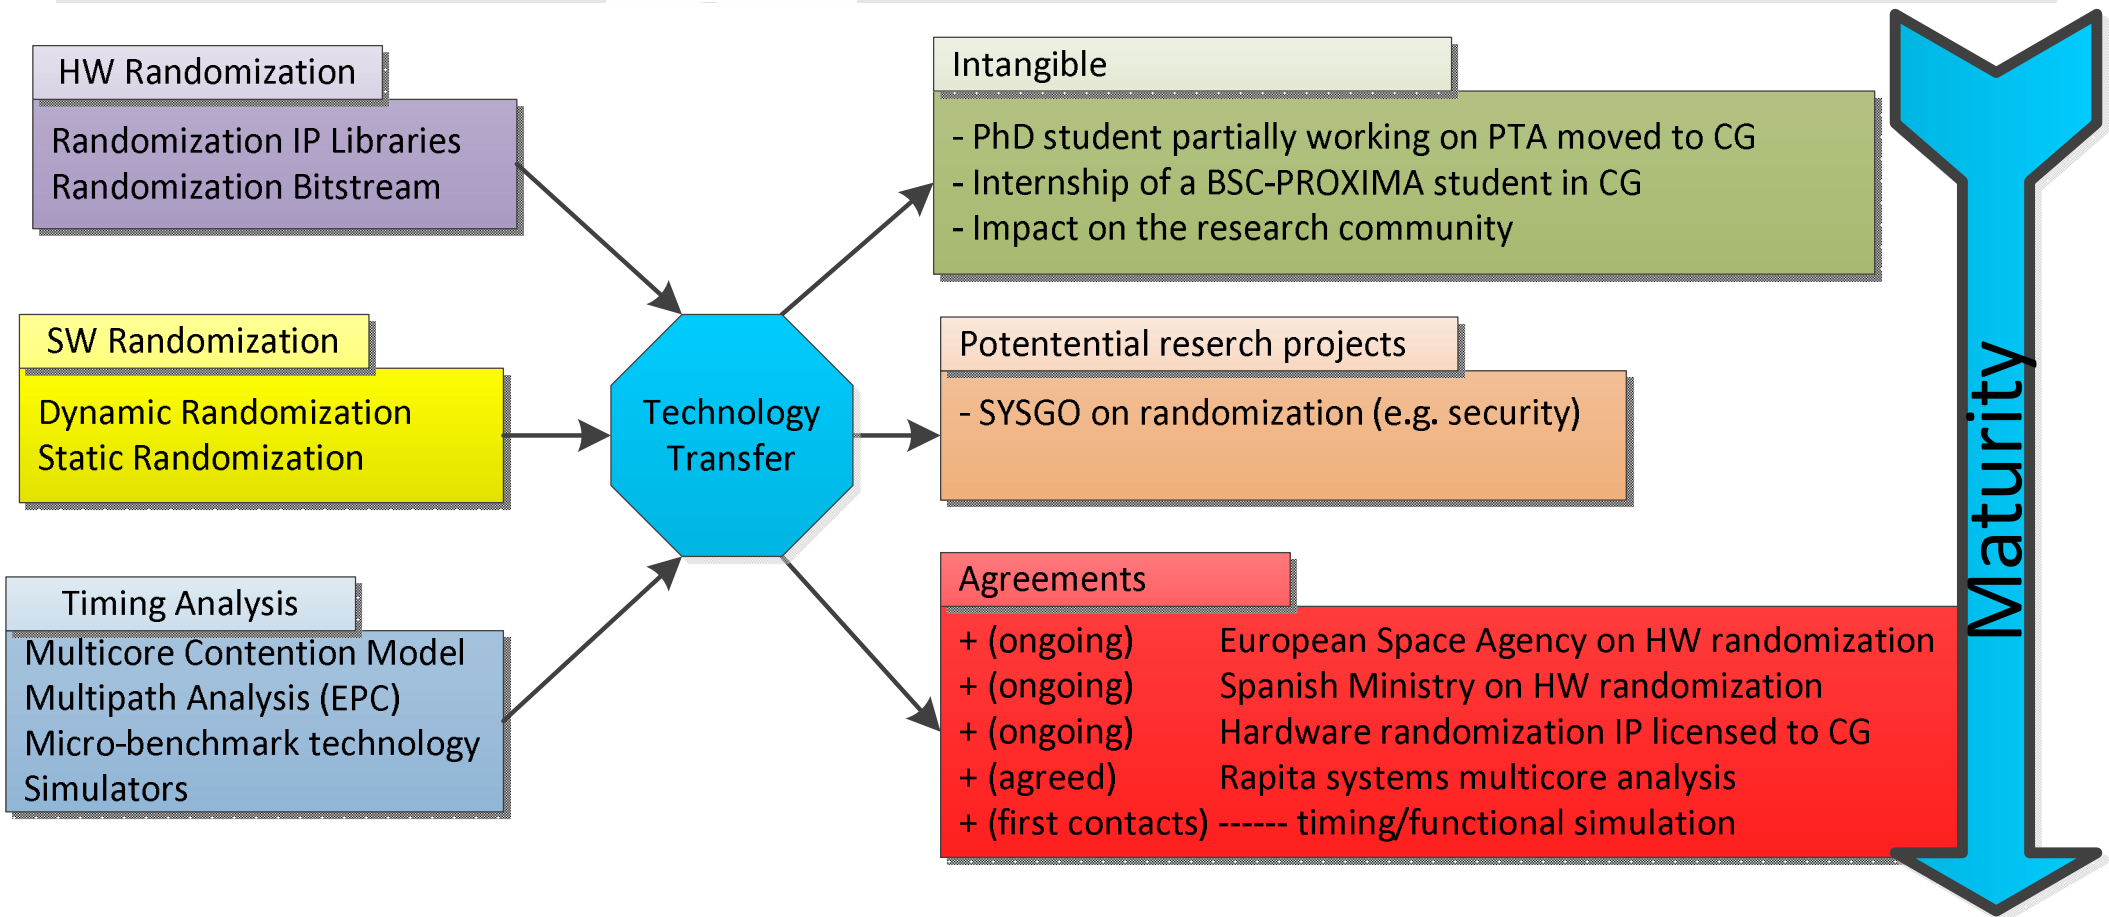 HW Randomization
Randomization IP Libraries
Randomization Bitstream
SW Randomization
Dynamic Randomization
Static Randomization
Timing Analysis
Multicore Contention Model
Multipath Analysis (EPC)
Micro-benchmark technology
Simulators
Technology
Transfer
Intangible
- PhD student partially working on PTA moved to CG
- Internship of a BSC-PROXIMA student in CG
- Impact on the research community
Potentential reserch projects
- SYSGO on randomization (e.g. security)
Agreements
+ (ongoing) European Space Agency on HW randomization
+ (ongoing) Spanish Ministry on HW randomization
+ (ongoing) Hardware randomization IP licensed to CG
+ (agreed) Rapita systems multicore analysis
+ (first contacts) ------ timing/functional simulation
Maturity